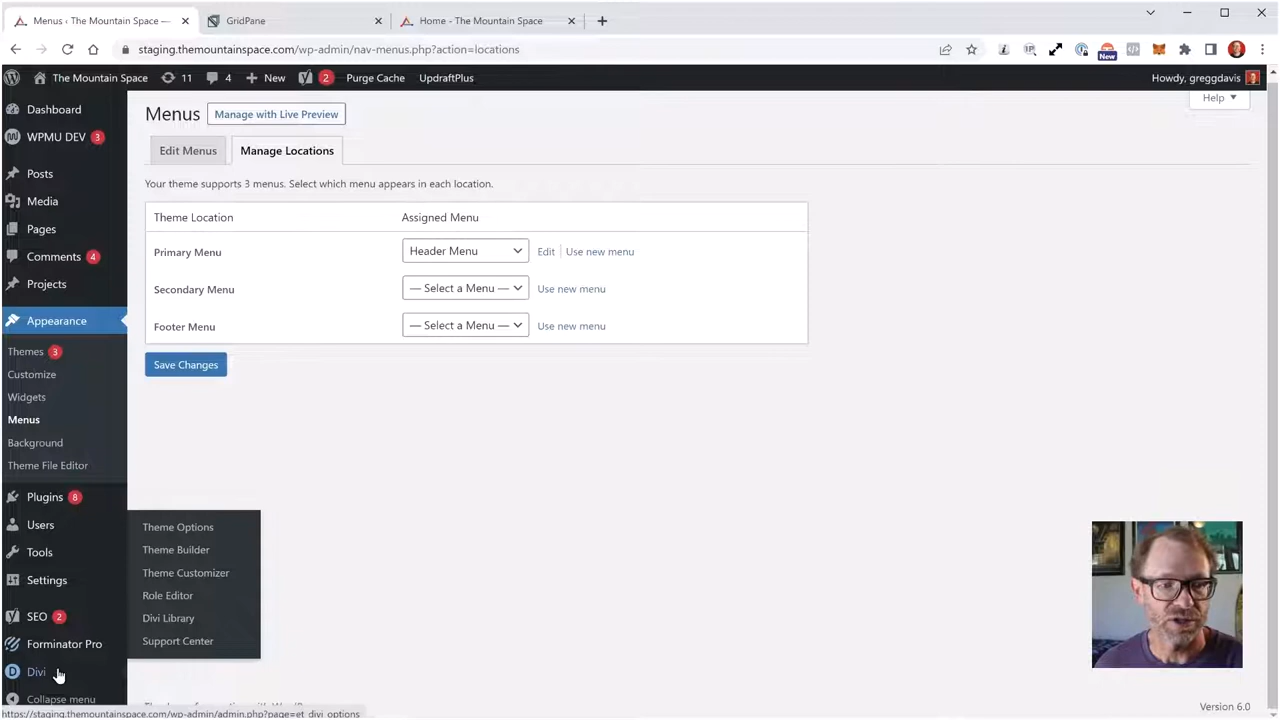 Menus ‹ The Mountain Space —
GridPane
Home - The Mountain Space
staging.themountainspace.com/wp-admin/nav-menus.php?action=locations
New
The Mountain Space
11
4
New
2
Purge Cache
UpdraftPlus
Howdy, greggdavis
Dashboard
WPMU DEV 3
Posts
Media
Pages
Comments 4
Projects
Appearance
Themes 3
Customize
Widgets
Menus
Background
Theme File Editor
Plugins 8
Users
Tools
Settings
SEO 2
Forminator Pro
Divi
Collapse menu
Theme Options
Theme Builder
Theme Customizer
Role Editor
Divi Library
Support Center
Menus
Manage with Live Preview
Help
Edit Menus
Manage Locations
Your theme supports 3 menus. Select which menu appears in each location.
Theme Location Assigned Menu
Primary Menu Header Menu Edit Use new menu
Secondary Menu — Select a Menu — Use new menu
Footer Menu — Select a Menu — Use new menu
Save Changes
Version 6.0
https://staging.themountainspace.com/wp-admin/admin.php?page=et_divi_options